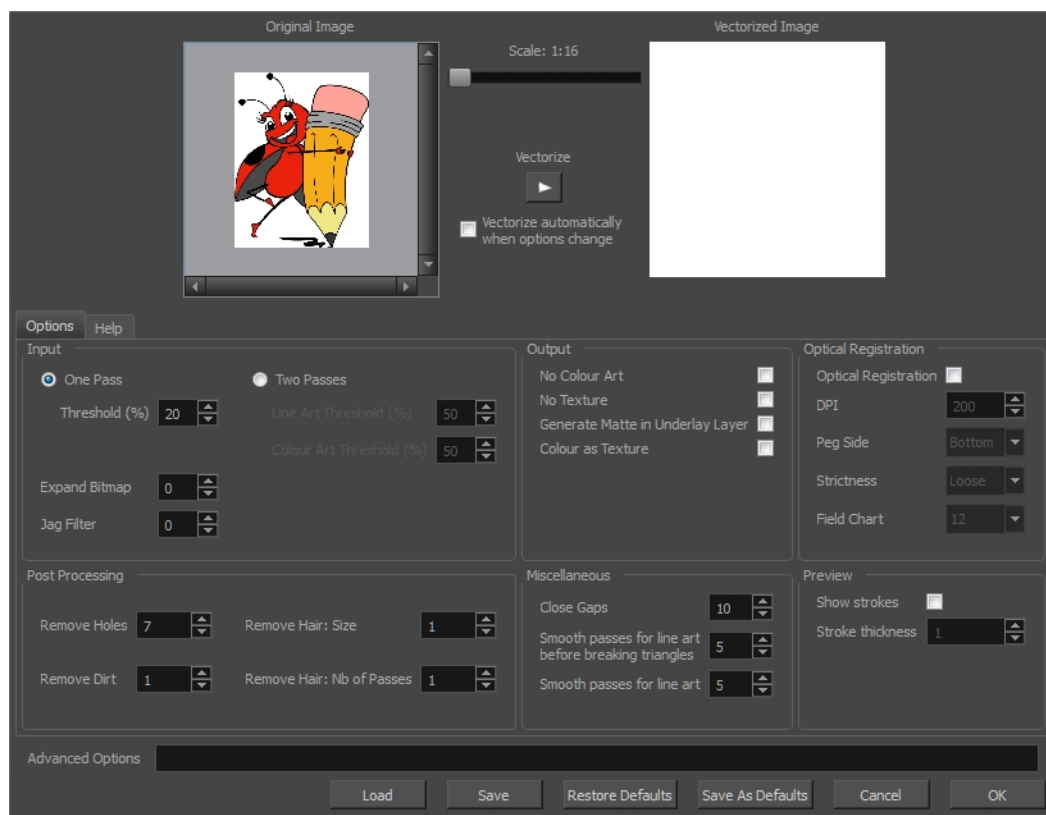 Original Image
Vectorized Image
Scale: 1:16
Vectorize
Vectorize automatically
when options change
Options
Help
Input
One Pass
Two Passes
Threshold (%) 20
Line Art Threshold (%) 50
Colour Art Threshold (%) 50
Expand Bitmap 0
Jag Filter 0
Output
No Colour Art
No Texture
Generate Matte in Underlay Layer
Colour as Texture
Optical Registration
Optical Registration
DPI 200
Peg Side Bottom
Strictness Loose
Field Chart 12
Post Processing
Remove Holes 7
Remove Hair: Size 1
Remove Dirt 1
Remove Hair: Nb of Passes 1
Miscellaneous
Close Gaps 10
Smooth passes for line art
before breaking triangles 5
Smooth passes for line art 5
Preview
Show strokes
Stroke thickness 1
Advanced Options
Load
Save
Restore Defaults
Save As Defaults
Cancel
OK